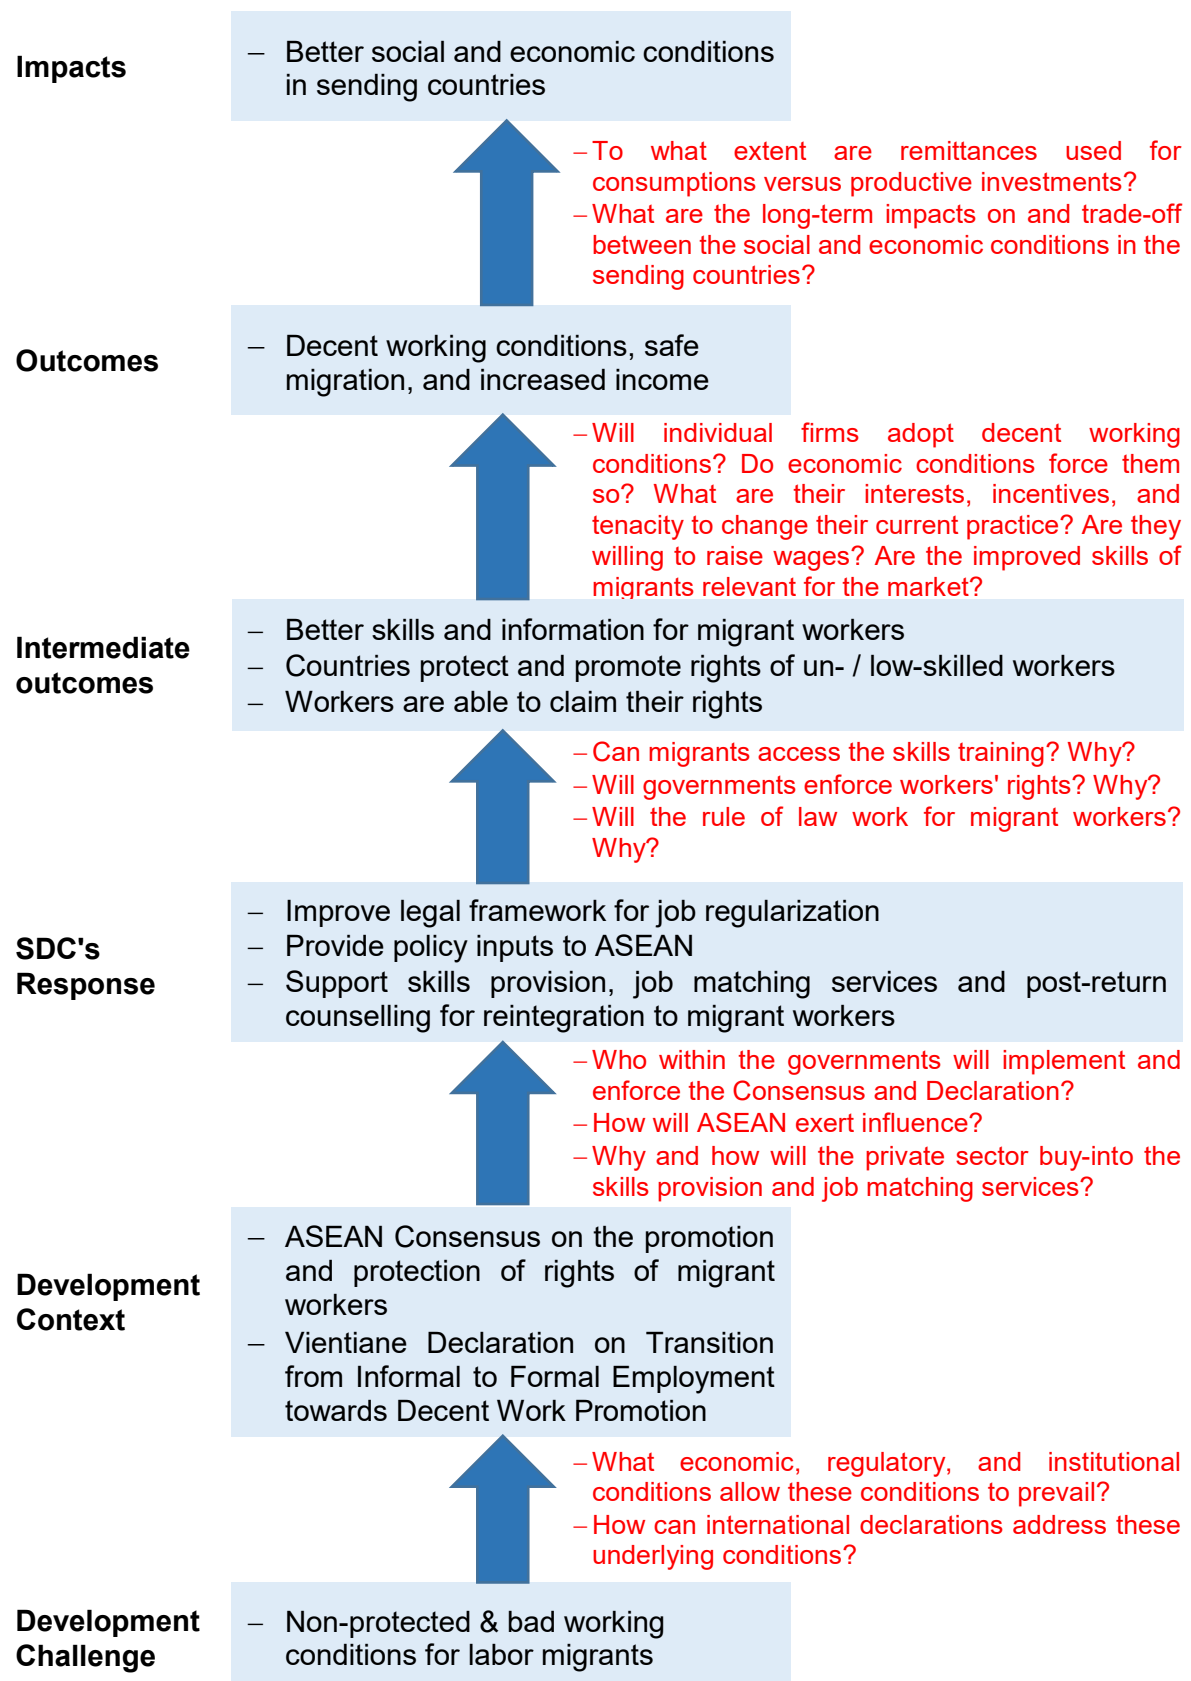 Impacts
– Better social and economic conditions
in sending countries
– To what extent are remittances used for
consumptions versus productive investments?
– What are the long-term impacts on and trade-off
between the social and economic conditions in the
sending countries?
Outcomes
– Decent working conditions, safe
migration, and increased income
– Will individual firms adopt decent working
conditions? Do economic conditions force them
so? What are their interests, incentives, and
tenacity to change their current practice? Are they
willing to raise wages? Are the improved skills of
migrants relevant for the market?
Intermediate
outcomes
– Better skills and information for migrant workers
– Countries protect and promote rights of un- / low-skilled workers
– Workers are able to claim their rights
– Can migrants access the skills training? Why?
– Will governments enforce workers' rights? Why?
– Will the rule of law work for migrant workers?
Why?
SDC's
Response
– Improve legal framework for job regularization
– Provide policy inputs to ASEAN
– Support skills provision, job matching services and post-return
counselling for reintegration to migrant workers
– Who within the governments will implement and
enforce the Consensus and Declaration?
– How will ASEAN exert influence?
– Why and how will the private sector buy-into the
skills provision and job matching services?
Development
Context
– ASEAN Consensus on the promotion
and protection of rights of migrant
workers
– Vientiane Declaration on Transition
from Informal to Formal Employment
towards Decent Work Promotion
– What economic, regulatory, and institutional
conditions allow these conditions to prevail?
– How can international declarations address these
underlying conditions?
Development
Challenge
– Non-protected & bad working
conditions for labor migrants